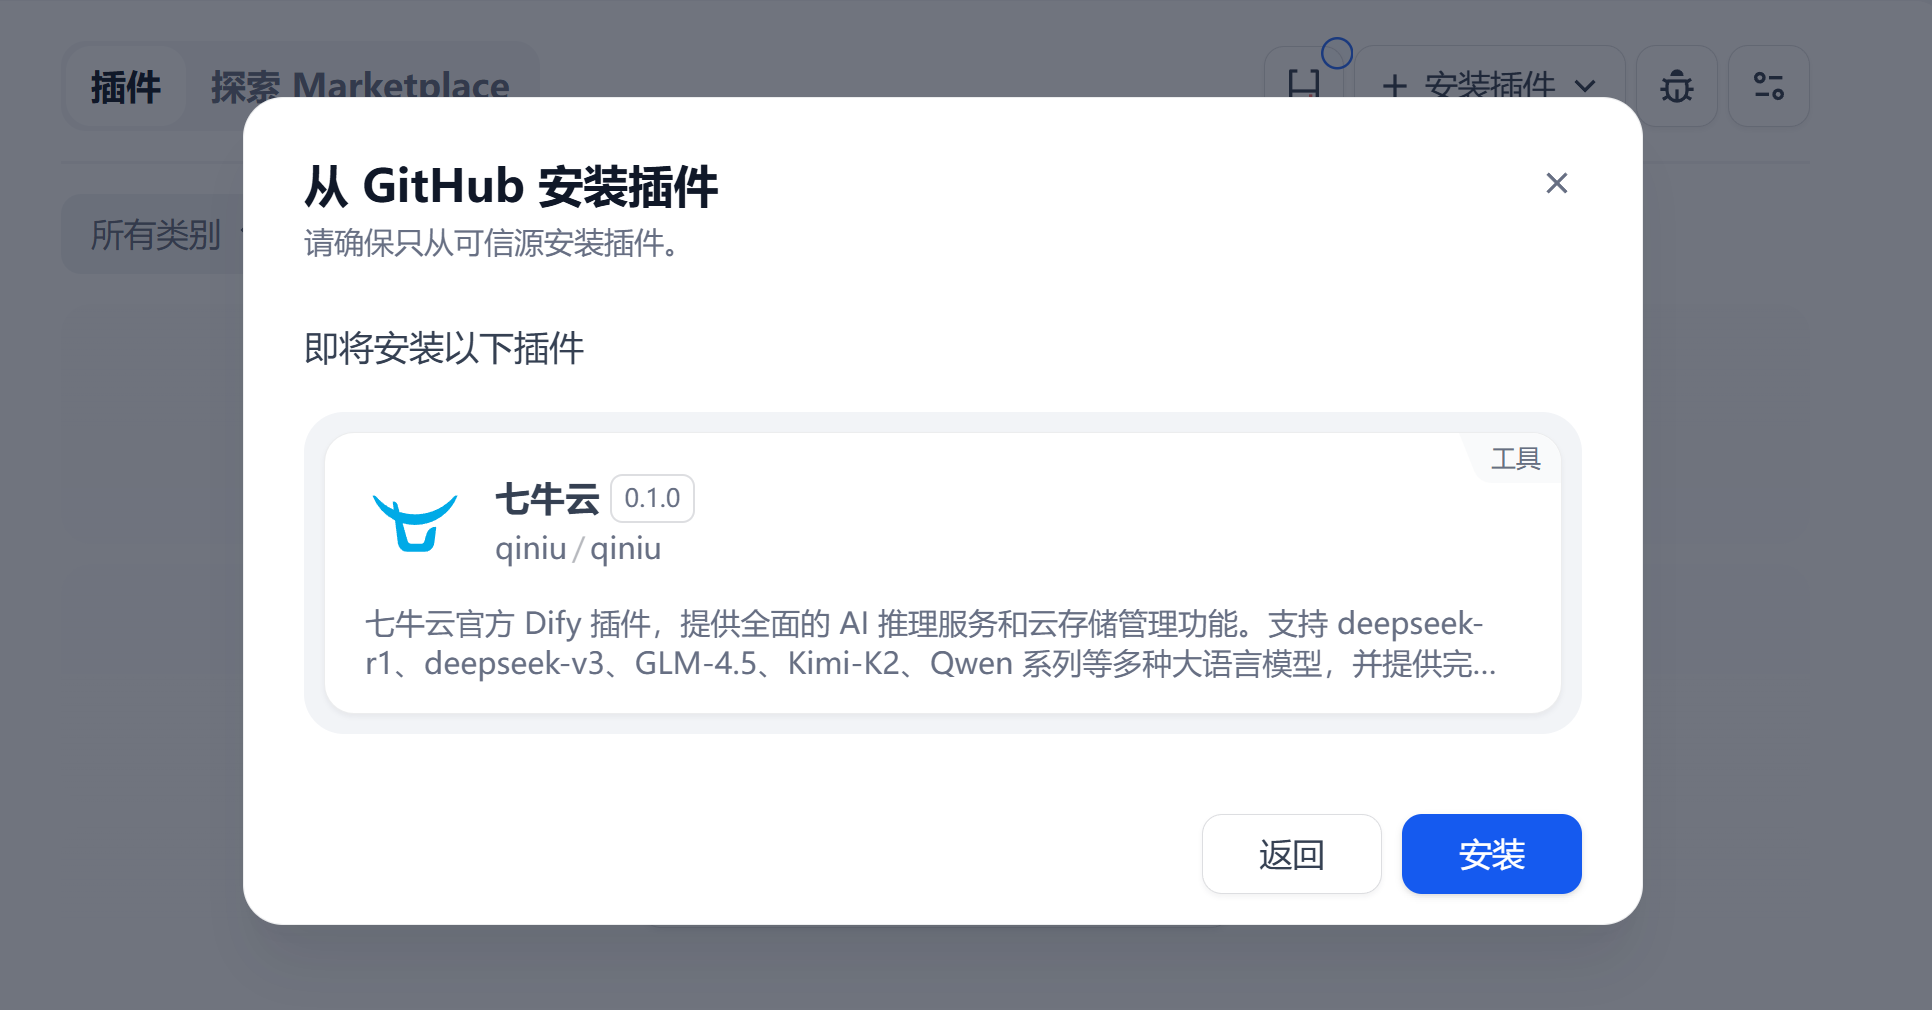 插件 探索 Marketplace
安装插件
所有类别
从 GitHub 安装插件
请确保只从可信源安装插件。
即将安装以下插件
工具
七牛云 0.1.0
qiniu / qiniu
七牛云官方 Dify 插件，提供全面的 AI 推理服务和云存储管理功能。支持 deepseek-
r1、deepseek-v3、GLM-4.5、Kimi-K2、Qwen 系列等多种大语言模型，并提供完...
返回 安装